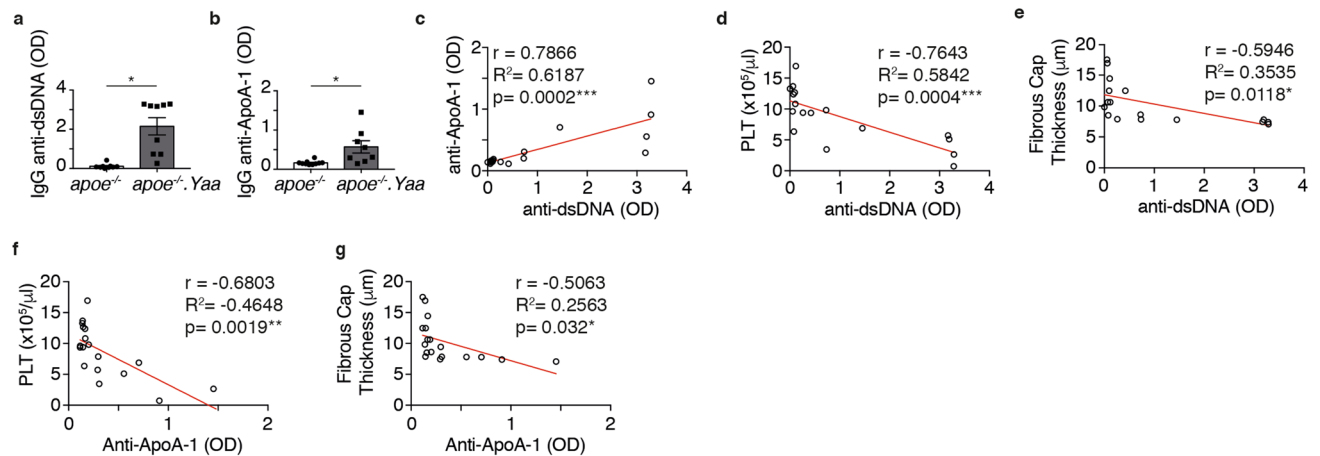 a
IgG anti-dsDNA (OD)
4
2
0
*
apoe-/-
apoe-/-.Yaa
b
IgG anti-ApoA-1 (OD)
2
1
0
*
apoe-/-
apoe-/-.Yaa
c
anti-ApoA-1 (OD)
2
1
0
r = 0.7866
R²= 0.6187
p= 0.0002***
0 1 2 3 4
anti-dsDNA (OD)
d
PLT (x10⁵/µl)
20
15
10
5
0
r = -0.7643
R²= 0.5842
p= 0.0004***
0 1 2 3 4
anti-dsDNA (OD)
e
Fibrous Cap
Thickness (µm)
20
15
10
5
0
r = -0.5946
R²= 0.3535
p= 0.0118*
0 1 2 3 4
anti-dsDNA (OD)
f
PLT (x10⁵/µl)
20
15
10
5
0
r = -0.6803
R²= -0.4648
p= 0.0019**
0 1 2
Anti-ApoA-1 (OD)
g
Fibrous Cap
Thickness (µm)
20
15
10
5
0
r = -0.5063
R²= 0.2563
p= 0.032*
0 1 2
Anti-ApoA-1 (OD)